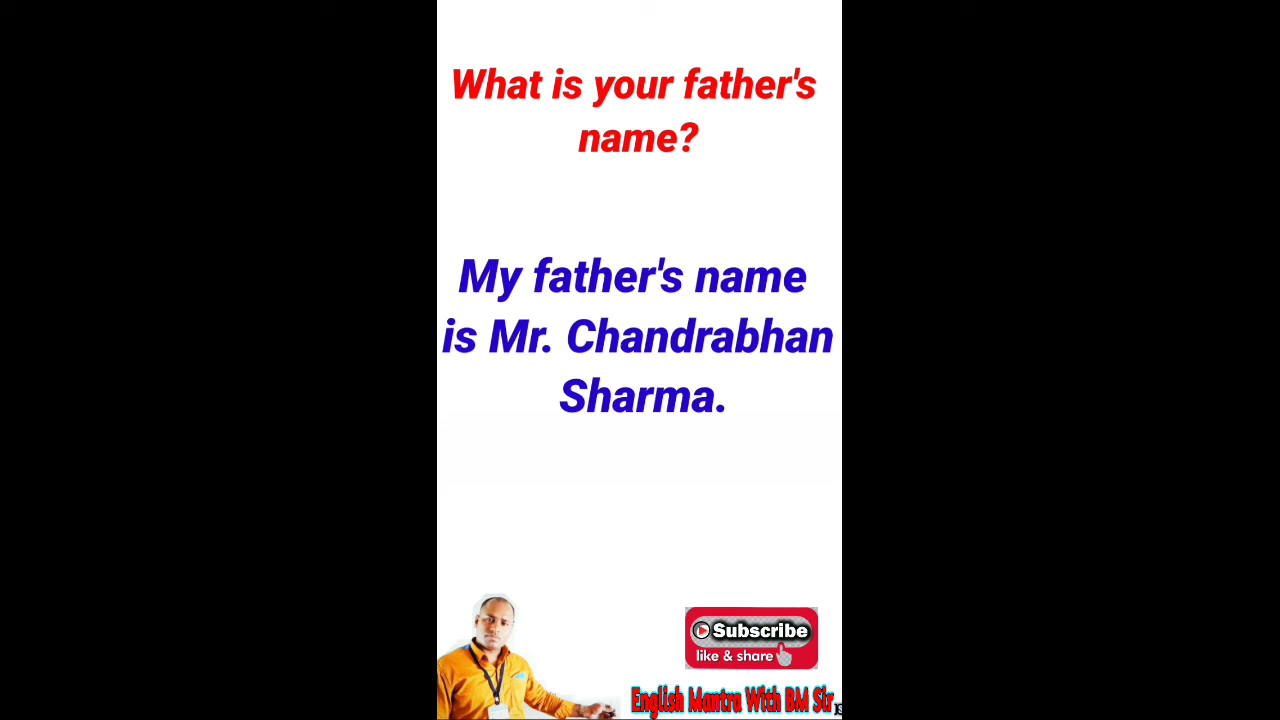 What is your father's
name?
My father's name
is Mr. Chandrabhan
Sharma.
Subscribe
like & share
English Mantra With BM Sir